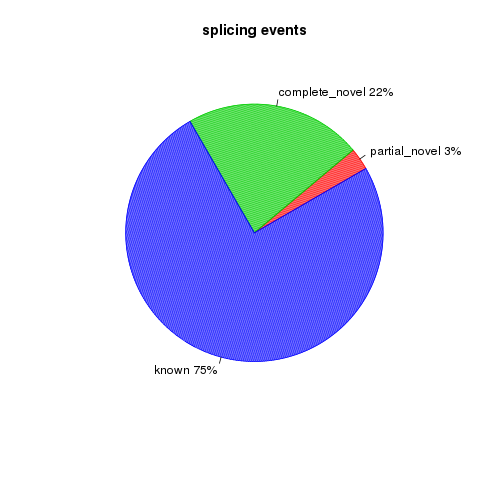 splicing events
complete_novel 22%
partial_novel 3%
known 75%